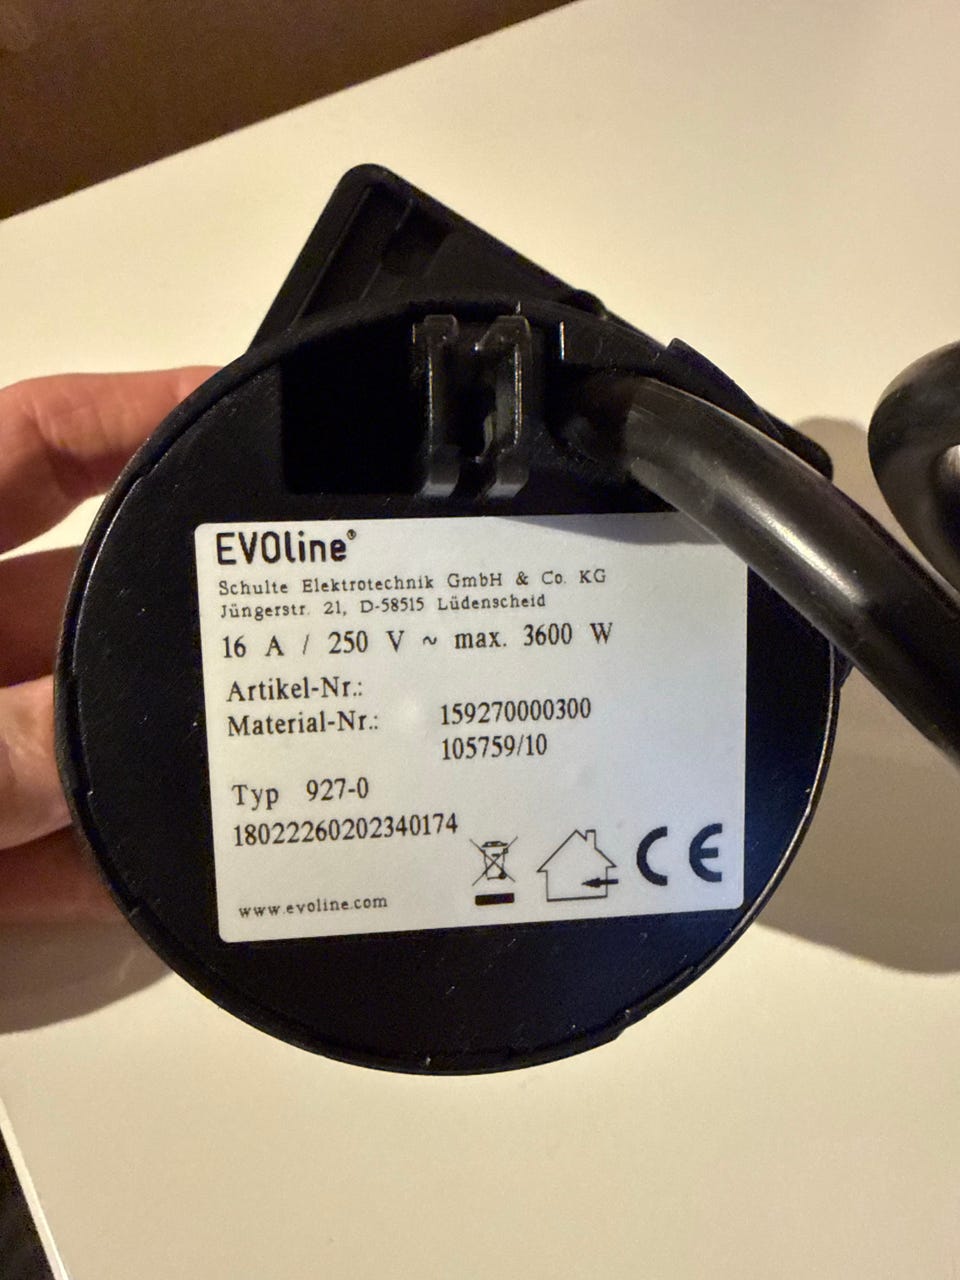 EVOline®
Schulte Elektrotechnik GmbH & Co. KG
Jüngerstr. 21, D-58515 Lüdenscheid
16 A / 250 V ~ max. 3600 W
Artikel-Nr.:
Material-Nr.: 159270000300
105759/10
Typ 927-0
18022260202340174
www.evoline.com
CE